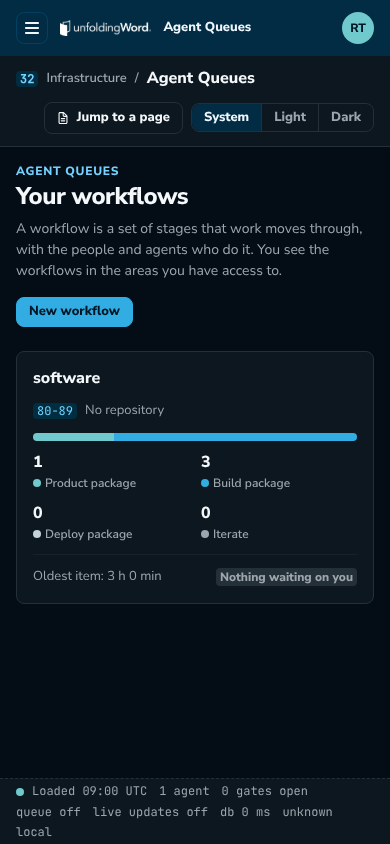 unfoldingWord. Agent Queues RT
32 Infrastructure / Agent Queues
Jump to a page System Light Dark
AGENT QUEUES
Your workflows
A workflow is a set of stages that work moves through,
with the people and agents who do it. You see the
workflows in the areas you have access to.
New workflow
software
80-89 No repository
1 3
Product package Build package
0 0
Deploy package Iterate
Oldest item: 3 h 0 min Nothing waiting on you
Loaded 09:00 UTC 1 agent 0 gates open
queue off live updates off db 0 ms unknown
local